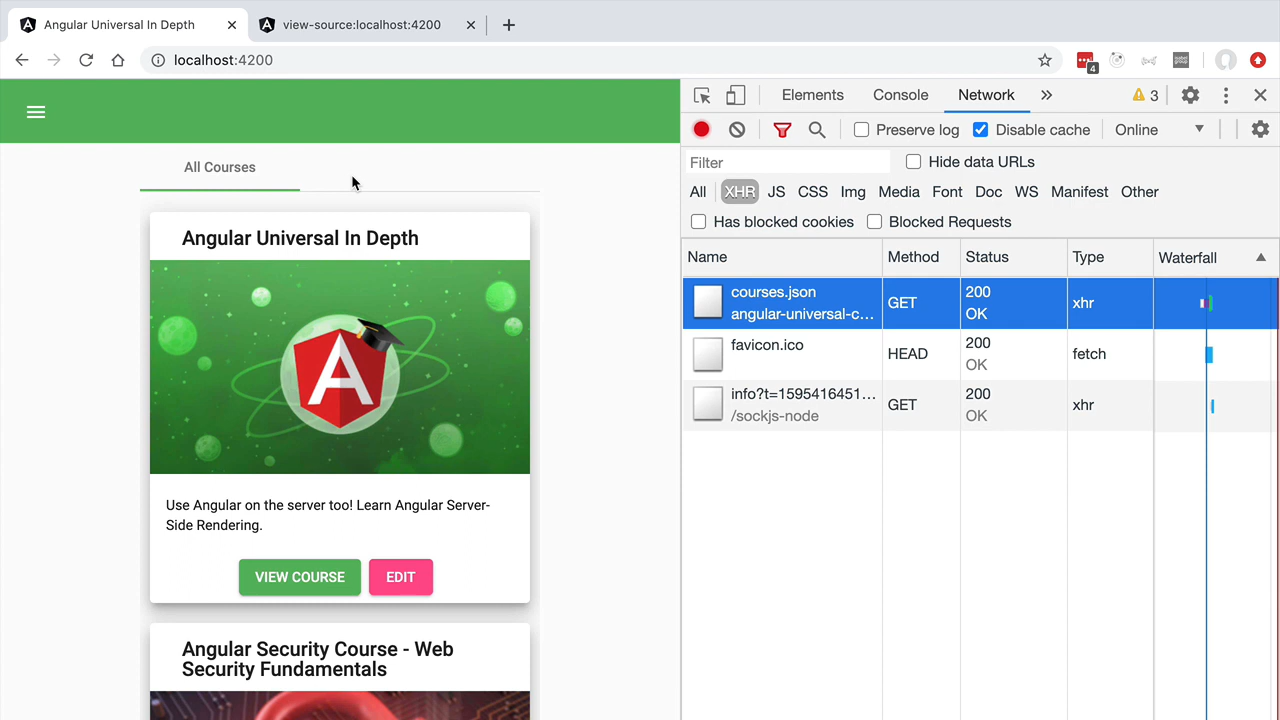 Angular Universal In Depth
view-source:localhost:4200
localhost:4200
4
All Courses
Angular Universal In Depth
A
Use Angular on the server too! Learn Angular Server-
Side Rendering.
VIEW COURSE EDIT
Angular Security Course - Web
Security Fundamentals
Elements Console Network 3
Preserve log Disable cache Online
Filter Hide data URLs
All XHR JS CSS Img Media Font Doc WS Manifest Other
Has blocked cookies Blocked Requests
Name Method Status Type Waterfall
courses.json GET 200 xhr
angular-universal-c... OK
favicon.ico HEAD 200 fetch
OK
info?t=1595416451... GET 200 xhr
/sockjs-node OK